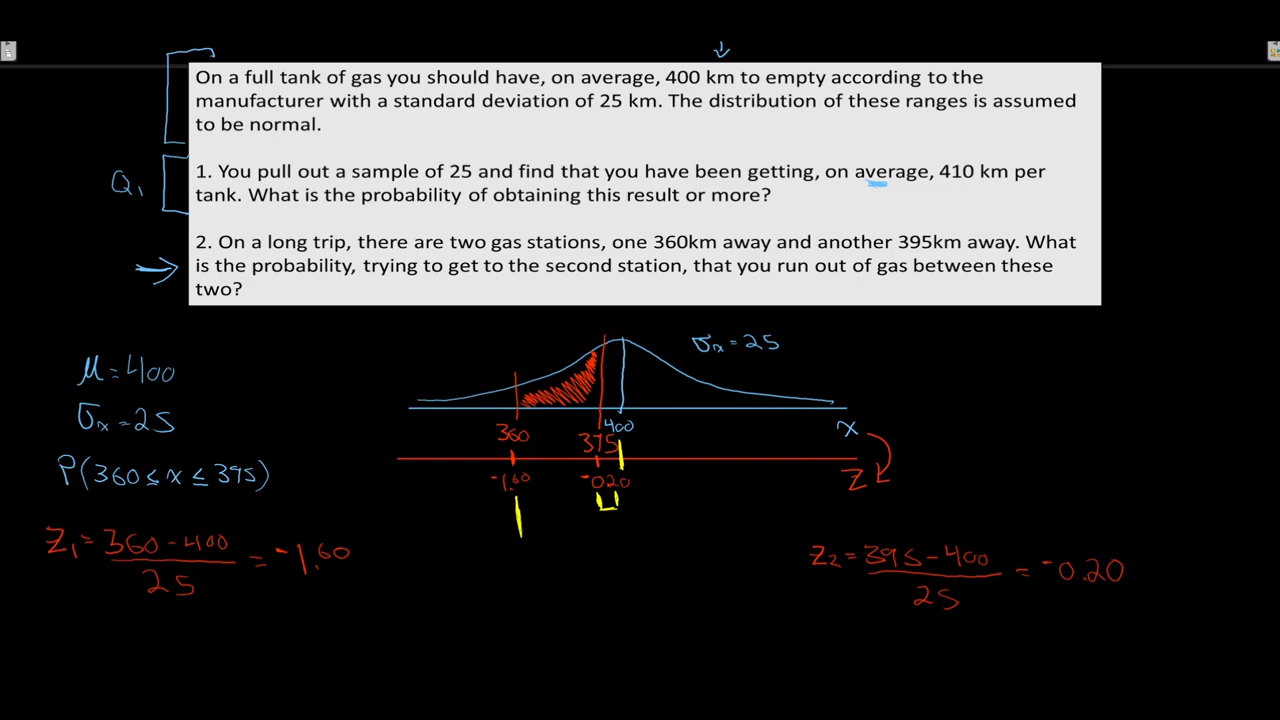 On a full tank of gas you should have, on average, 400 km to empty according to the
manufacturer with a standard deviation of 25 km. The distribution of these ranges is assumed
to be normal.
1. You pull out a sample of 25 and find that you have been getting, on average, 410 km per
Q1
tank. What is the probability of obtaining this result or more?
2. On a long trip, there are two gas stations, one 360km away and another 395km away. What
is the probability, trying to get to the second station, that you run out of gas between these
two?
σx = 25
μ = 400
σx = 25
400
x
360
375
P(360 ≤ x ≤ 395)
-1.60
-0.20
Z
Z1 = 360 - 400 / 25 = -1.60
Z2 = 395 - 400 / 25 = -0.20